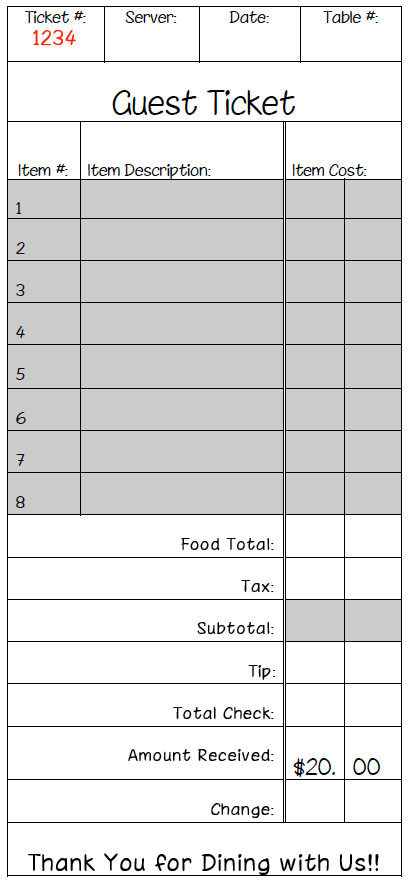 Ticket #: Server: Date: Table #:
1234
Guest Ticket
Item #: Item Description: Item Cost:
1
2
3
4
5
6
7
8
Food Total:
Tax:
Subtotal:
Tip:
Total Check:
Amount Received: $20. 00
Change:
Thank You for Dining with Us!!